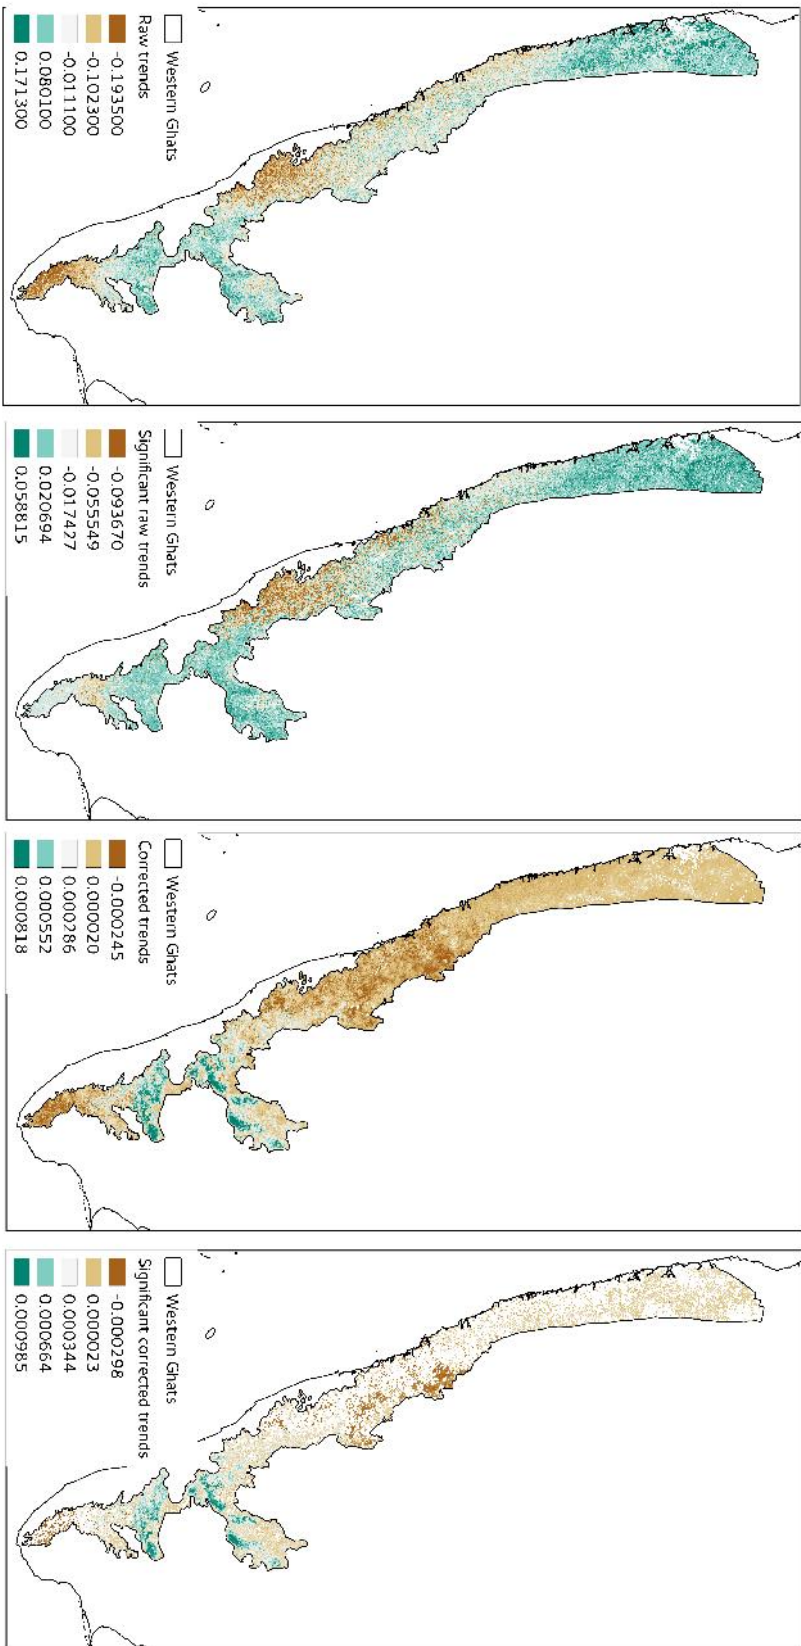 Western Ghats
Raw trends
-0.193500
-0.102300
-0.011100
0.080100
0.171300
Western Ghats
Significant raw trends
-0.093670
-0.055549
-0.017427
0.020694
0.058815
Western Ghats
Corrected trends
-0.000245
0.000020
0.000286
0.000552
0.000818
Western Ghats
Significant corrected trends
-0.000298
0.000023
0.000344
0.000664
0.000985